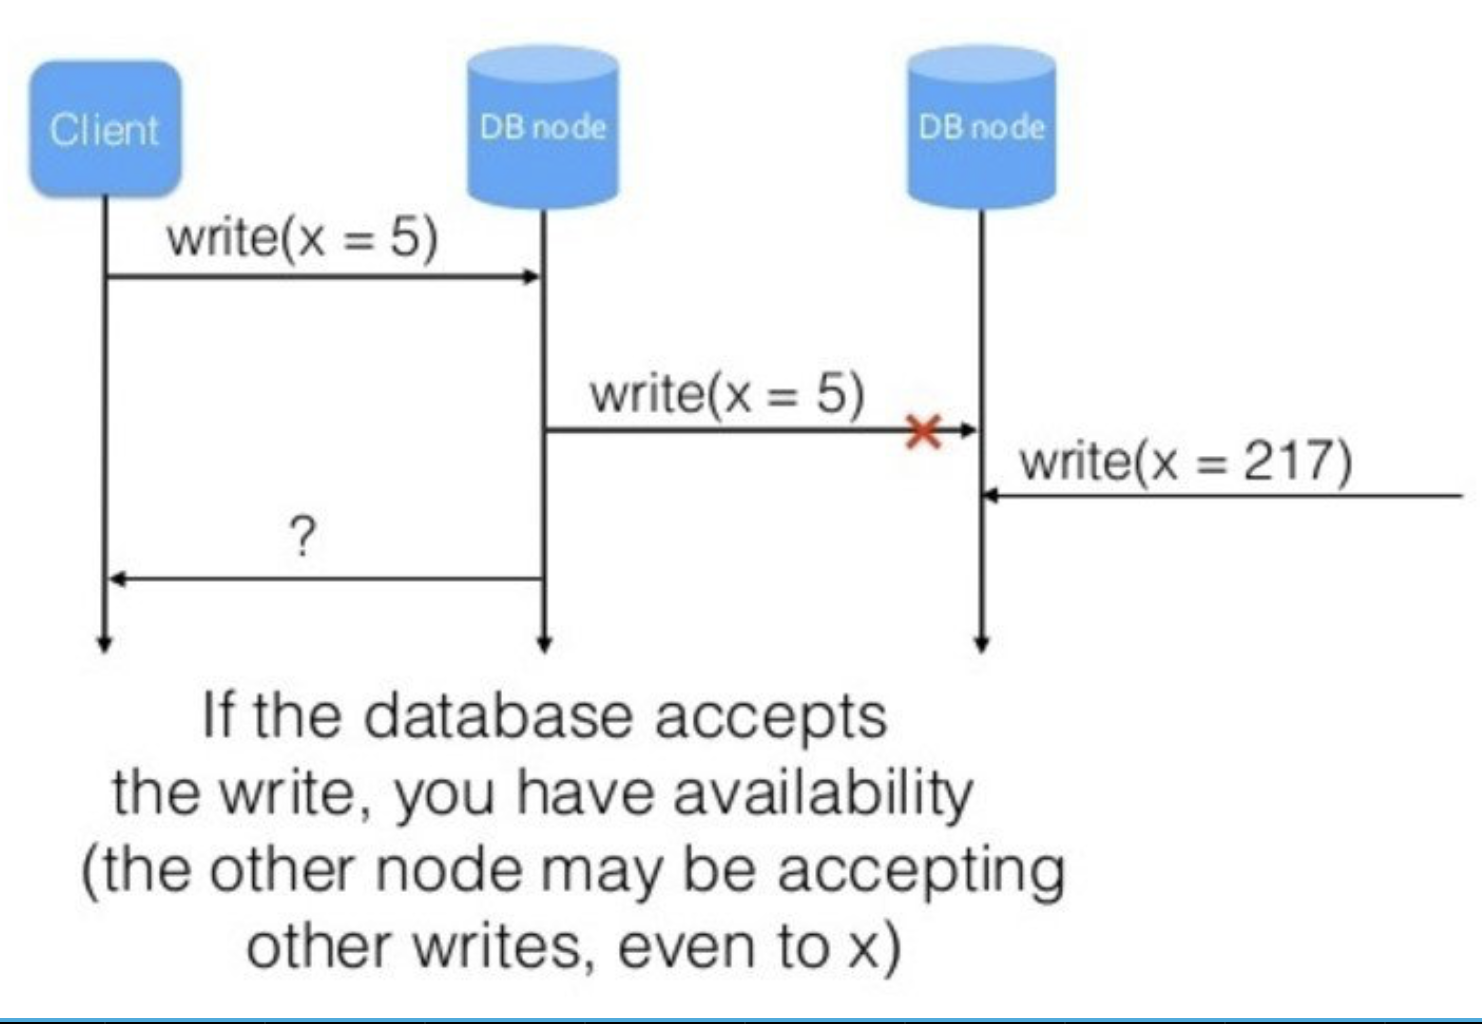 Client
DB node
DB node
write(x = 5)
write(x = 5)
write(x = 217)
?
If the database accepts
the write, you have availability
(the other node may be accepting
other writes, even to x)